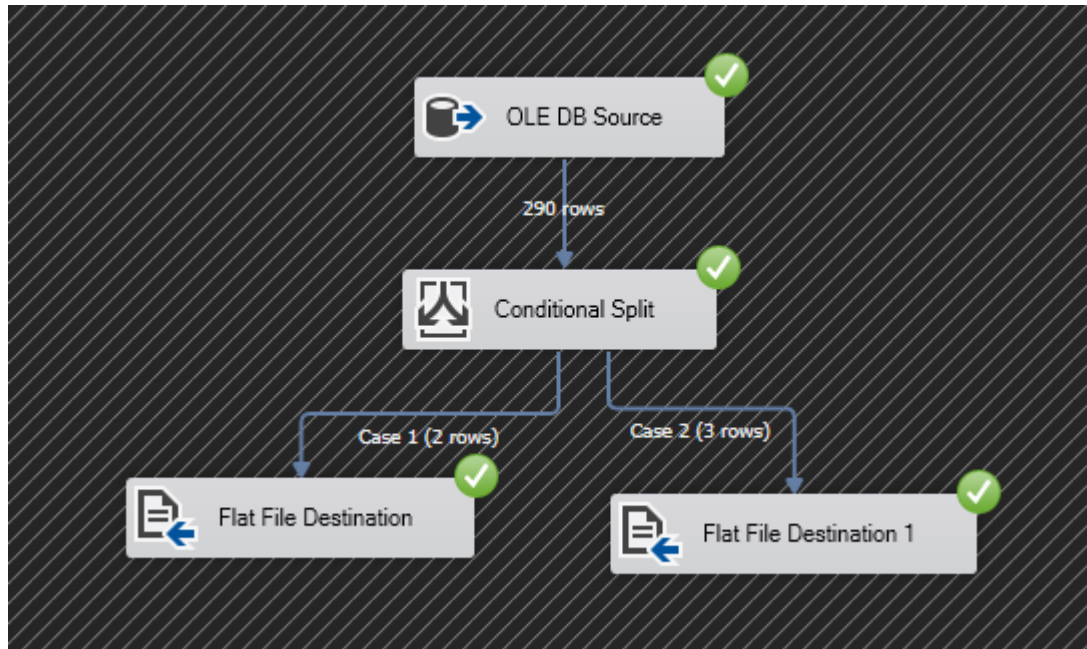 OLE DB Source
290 rows
Conditional Split
Case 1 (2 rows)
Case 2 (3 rows)
Flat File Destination
Flat File Destination 1